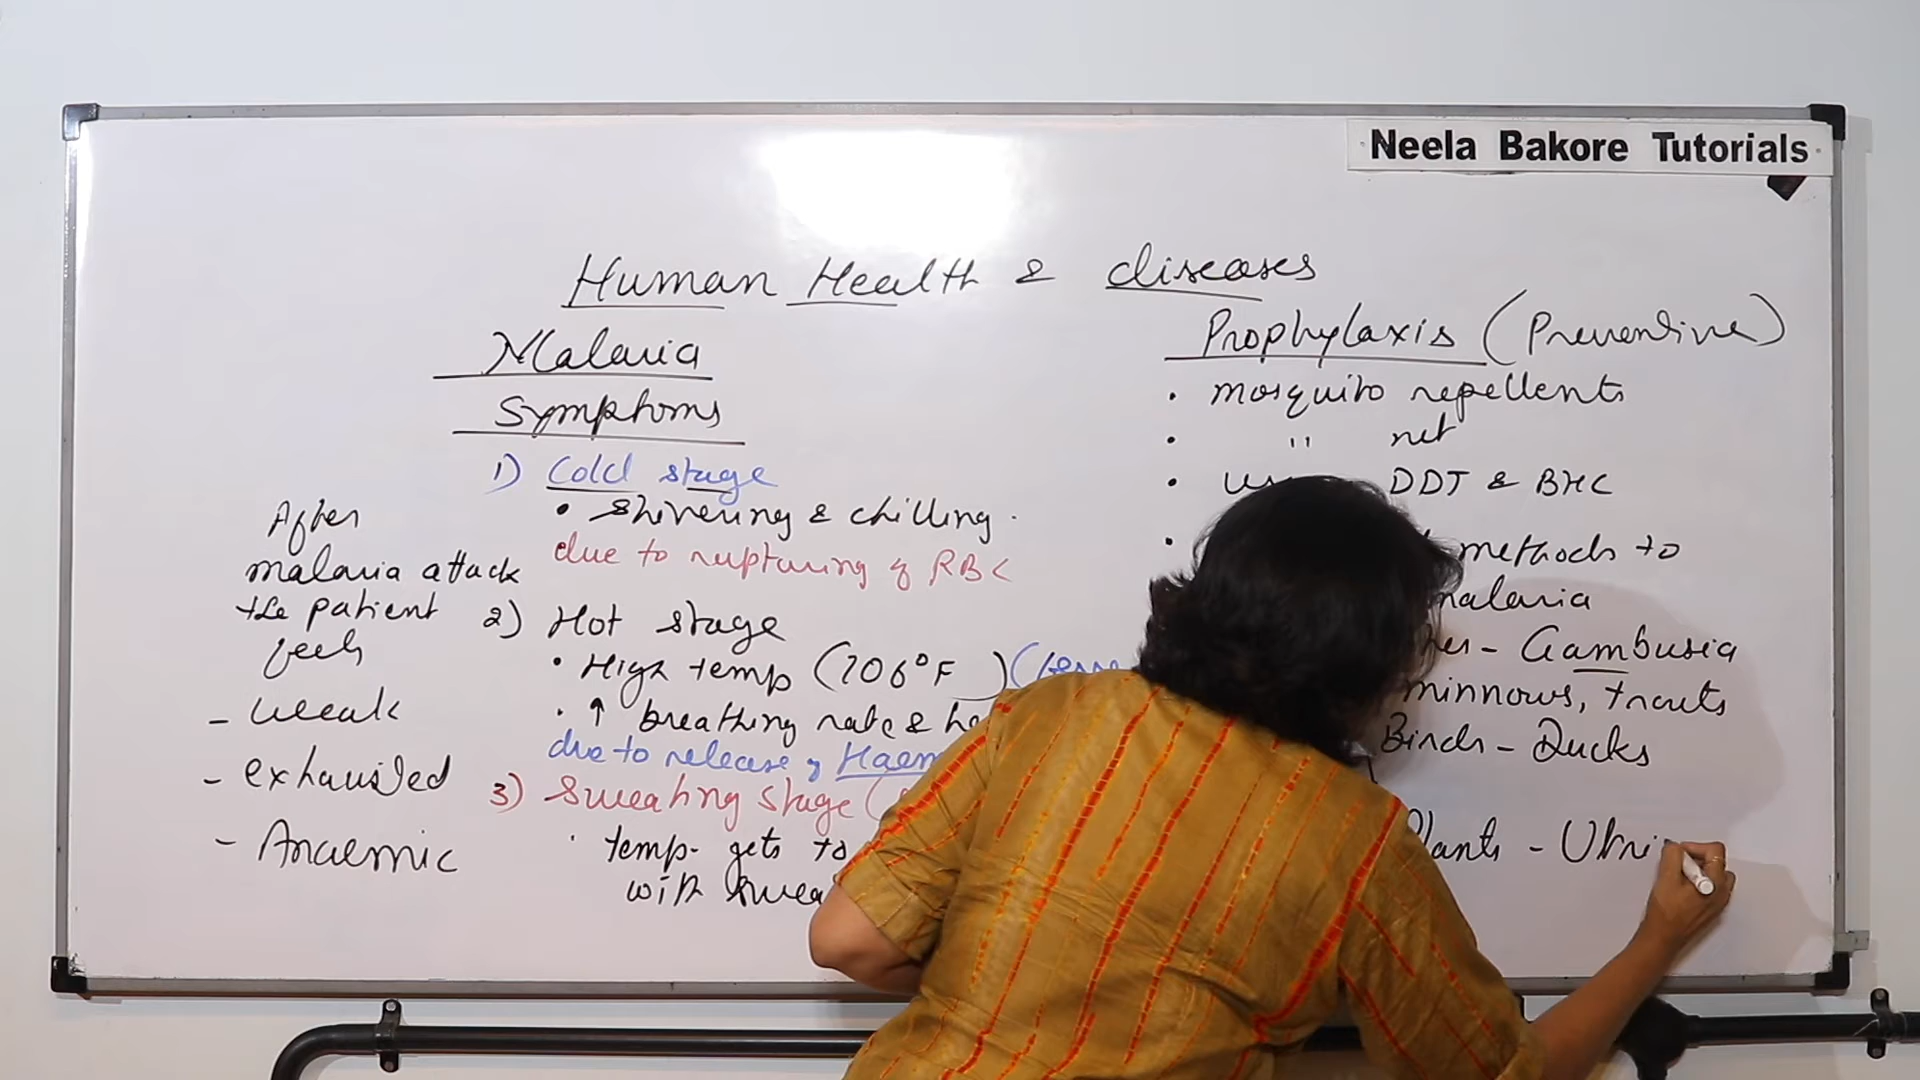 Neela Bakore Tutorials
Human Health & diseases
Malaria
Symptoms
1) Cold stage
• Shivering & chilling.
due to rupturing of RBC
2) Hot stage
• High temp (106°F)
• ↑ breathing rate &
due to release of
3) Sweating stage (
• temp. gets to
with
After
malaria attack
the patient
feels
- weak
- exhausted
- Anaemic
Prophylaxis (Preventive)
• mosquito repellents
• " net
• DDT & BHC
• methods to
malaria
- Gambusia
minnows, trouts
Birds - Ducks
Plants - Utri